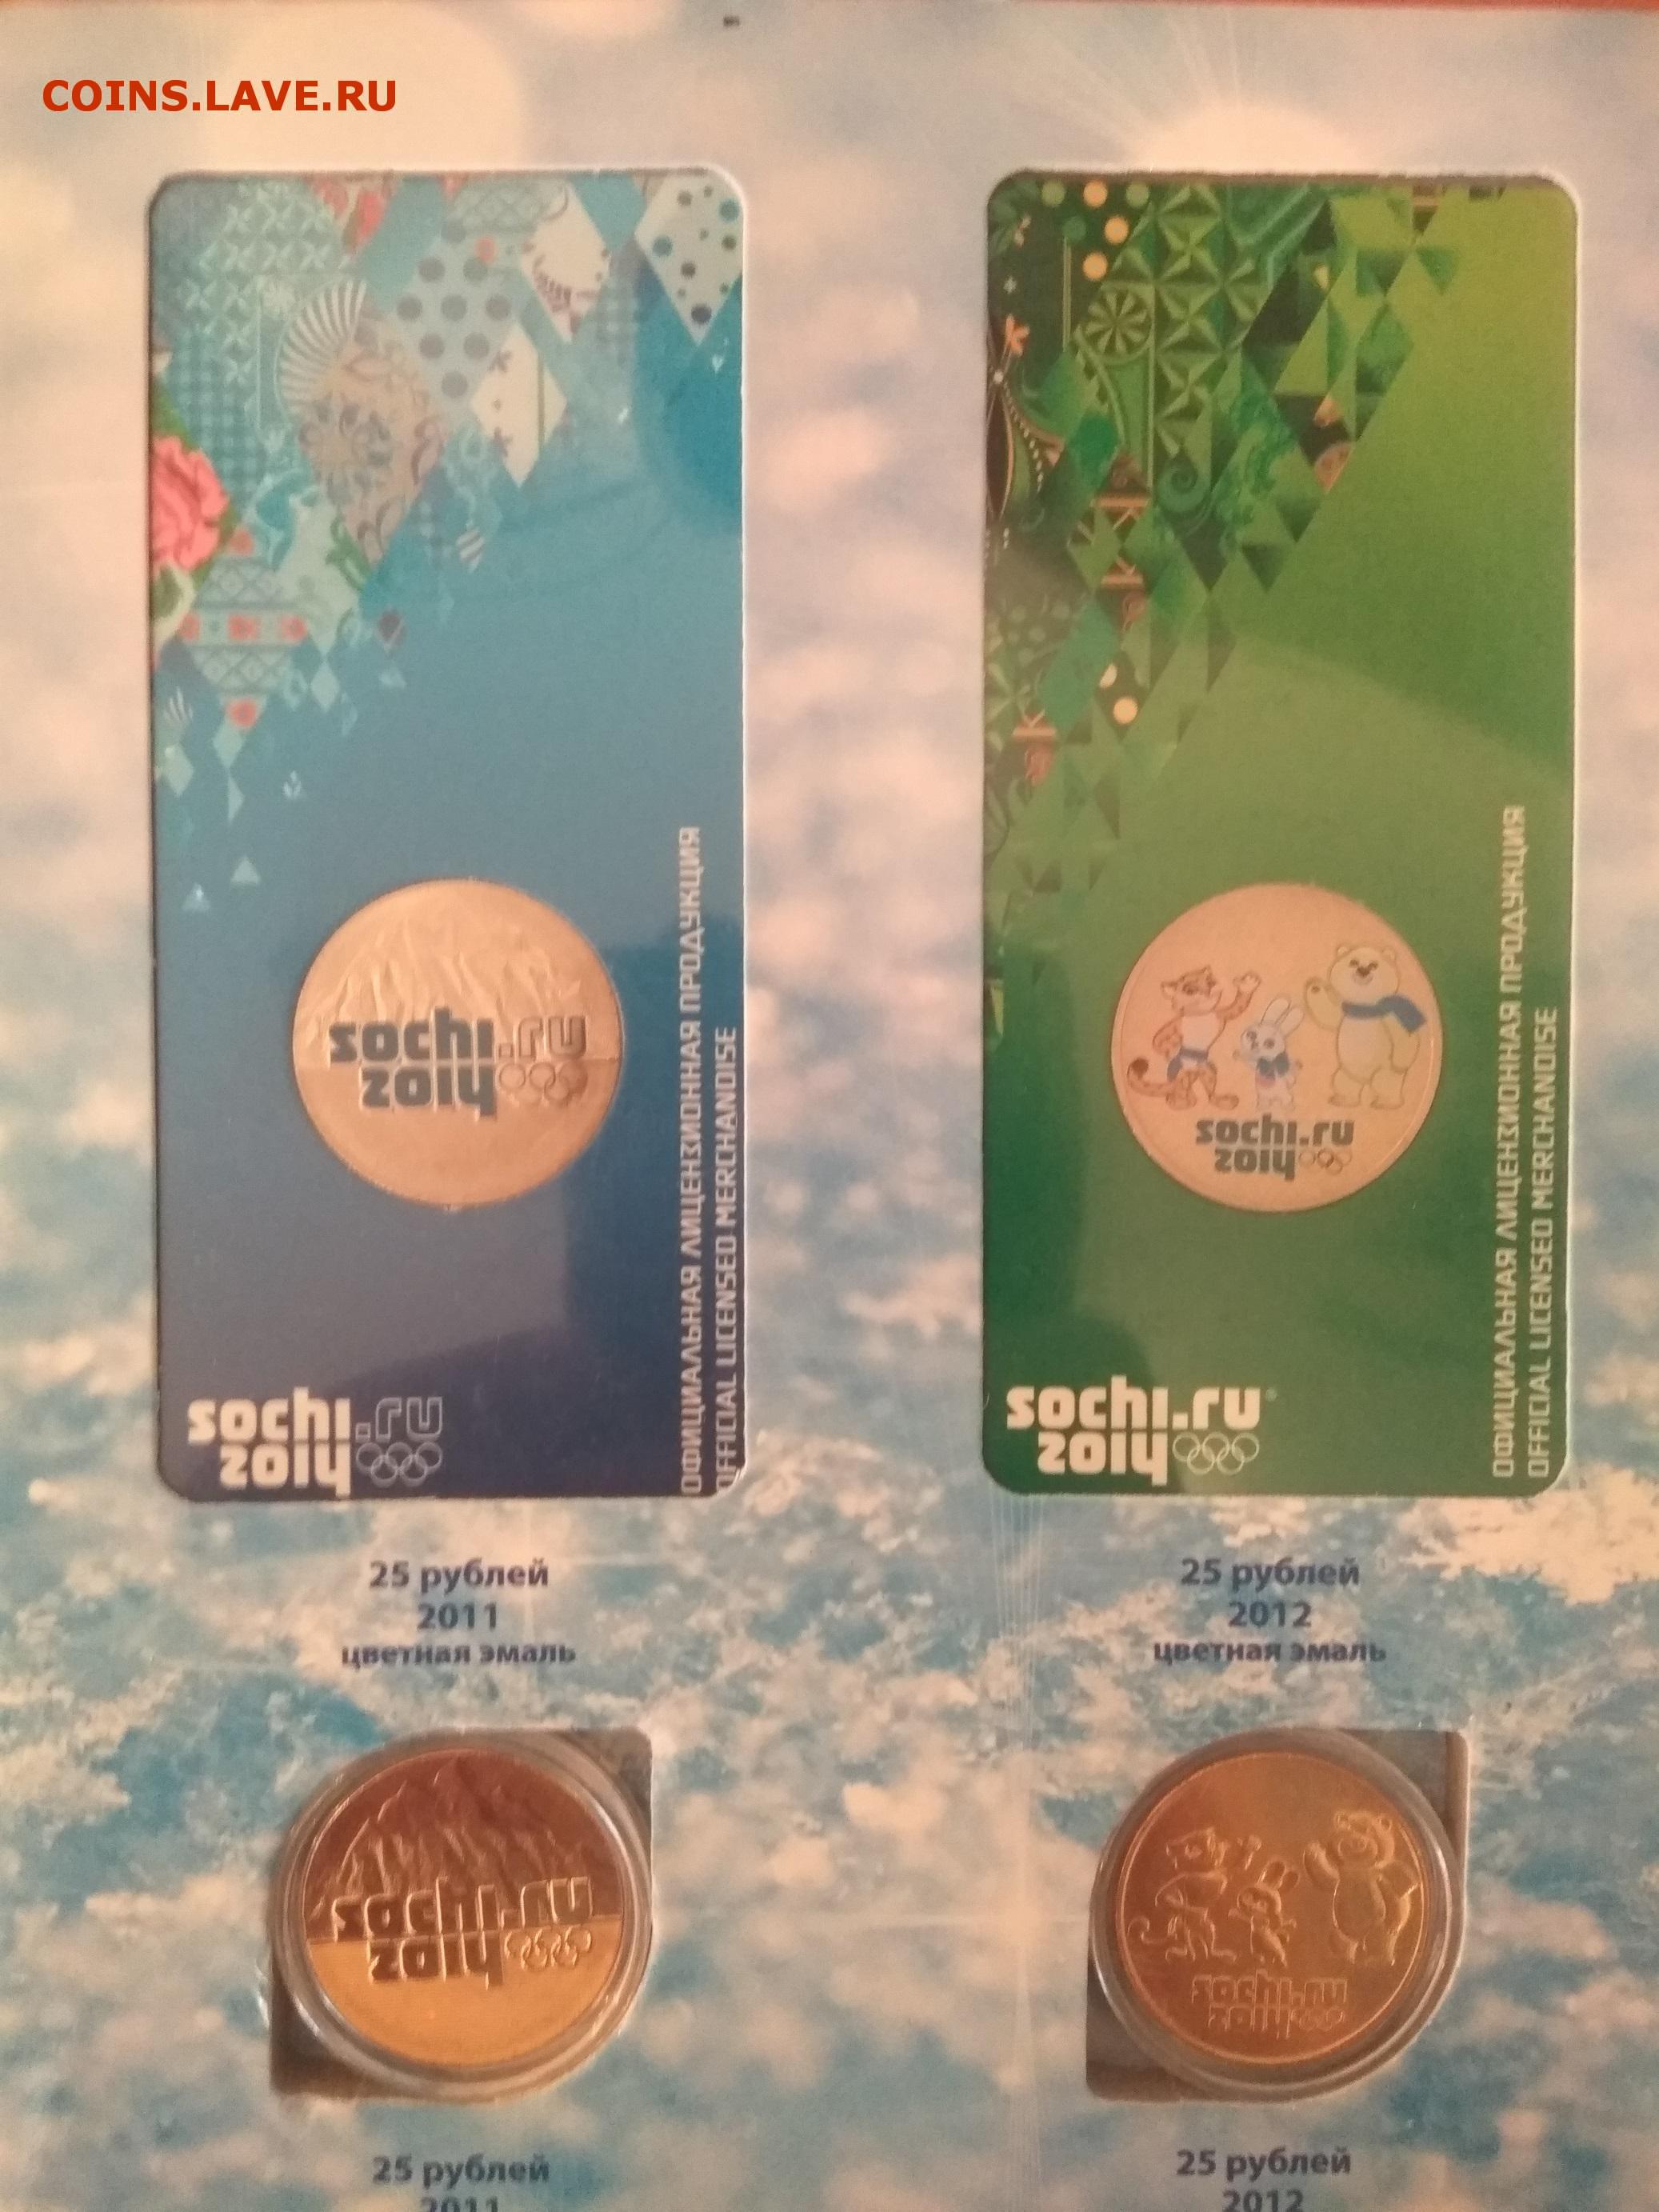 COINS.LAVE.RU
sochi.ru
2014
ОФИЦИАЛЬНАЯ ЛИЦЕНЗИОННАЯ ПРОДУКЦИЯ
OFFICIAL LICENSED MERCHANDISE
sochi.ru
2014
25 рублей
2011
цветная эмаль
sochi.ru
2014
ОФИЦИАЛЬНАЯ ЛИЦЕНЗИОННАЯ ПРОДУКЦИЯ
OFFICIAL LICENSED MERCHANDISE
sochi.ru
2014
25 рублей
2012
цветная эмаль
sochi.ru
2014
25 рублей
2011
sochi.ru
2014
25 рублей
2012